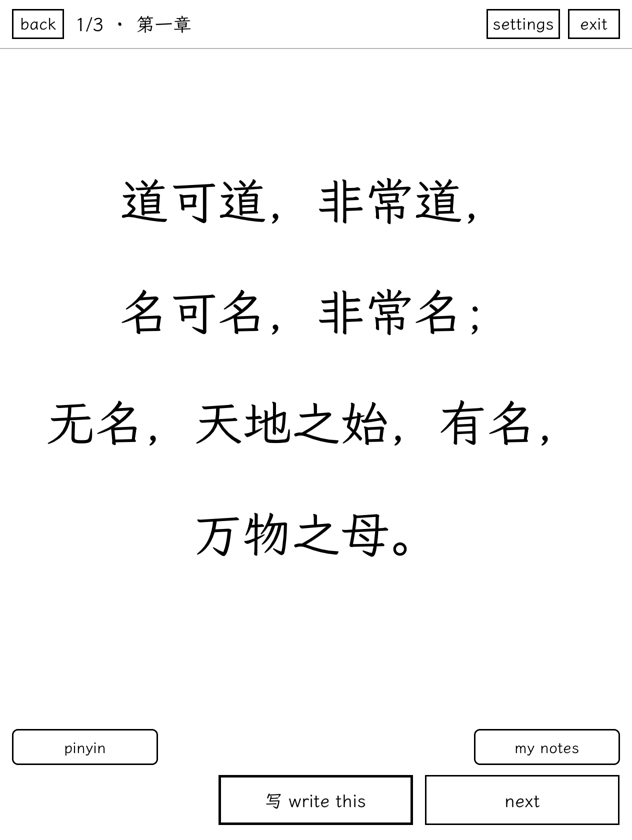 back 1/3 · 第一章 settings exit
道可道，非常道，
名可名，非常名；
无名，天地之始，有名，
万物之母。
pinyin my notes
写 write this next